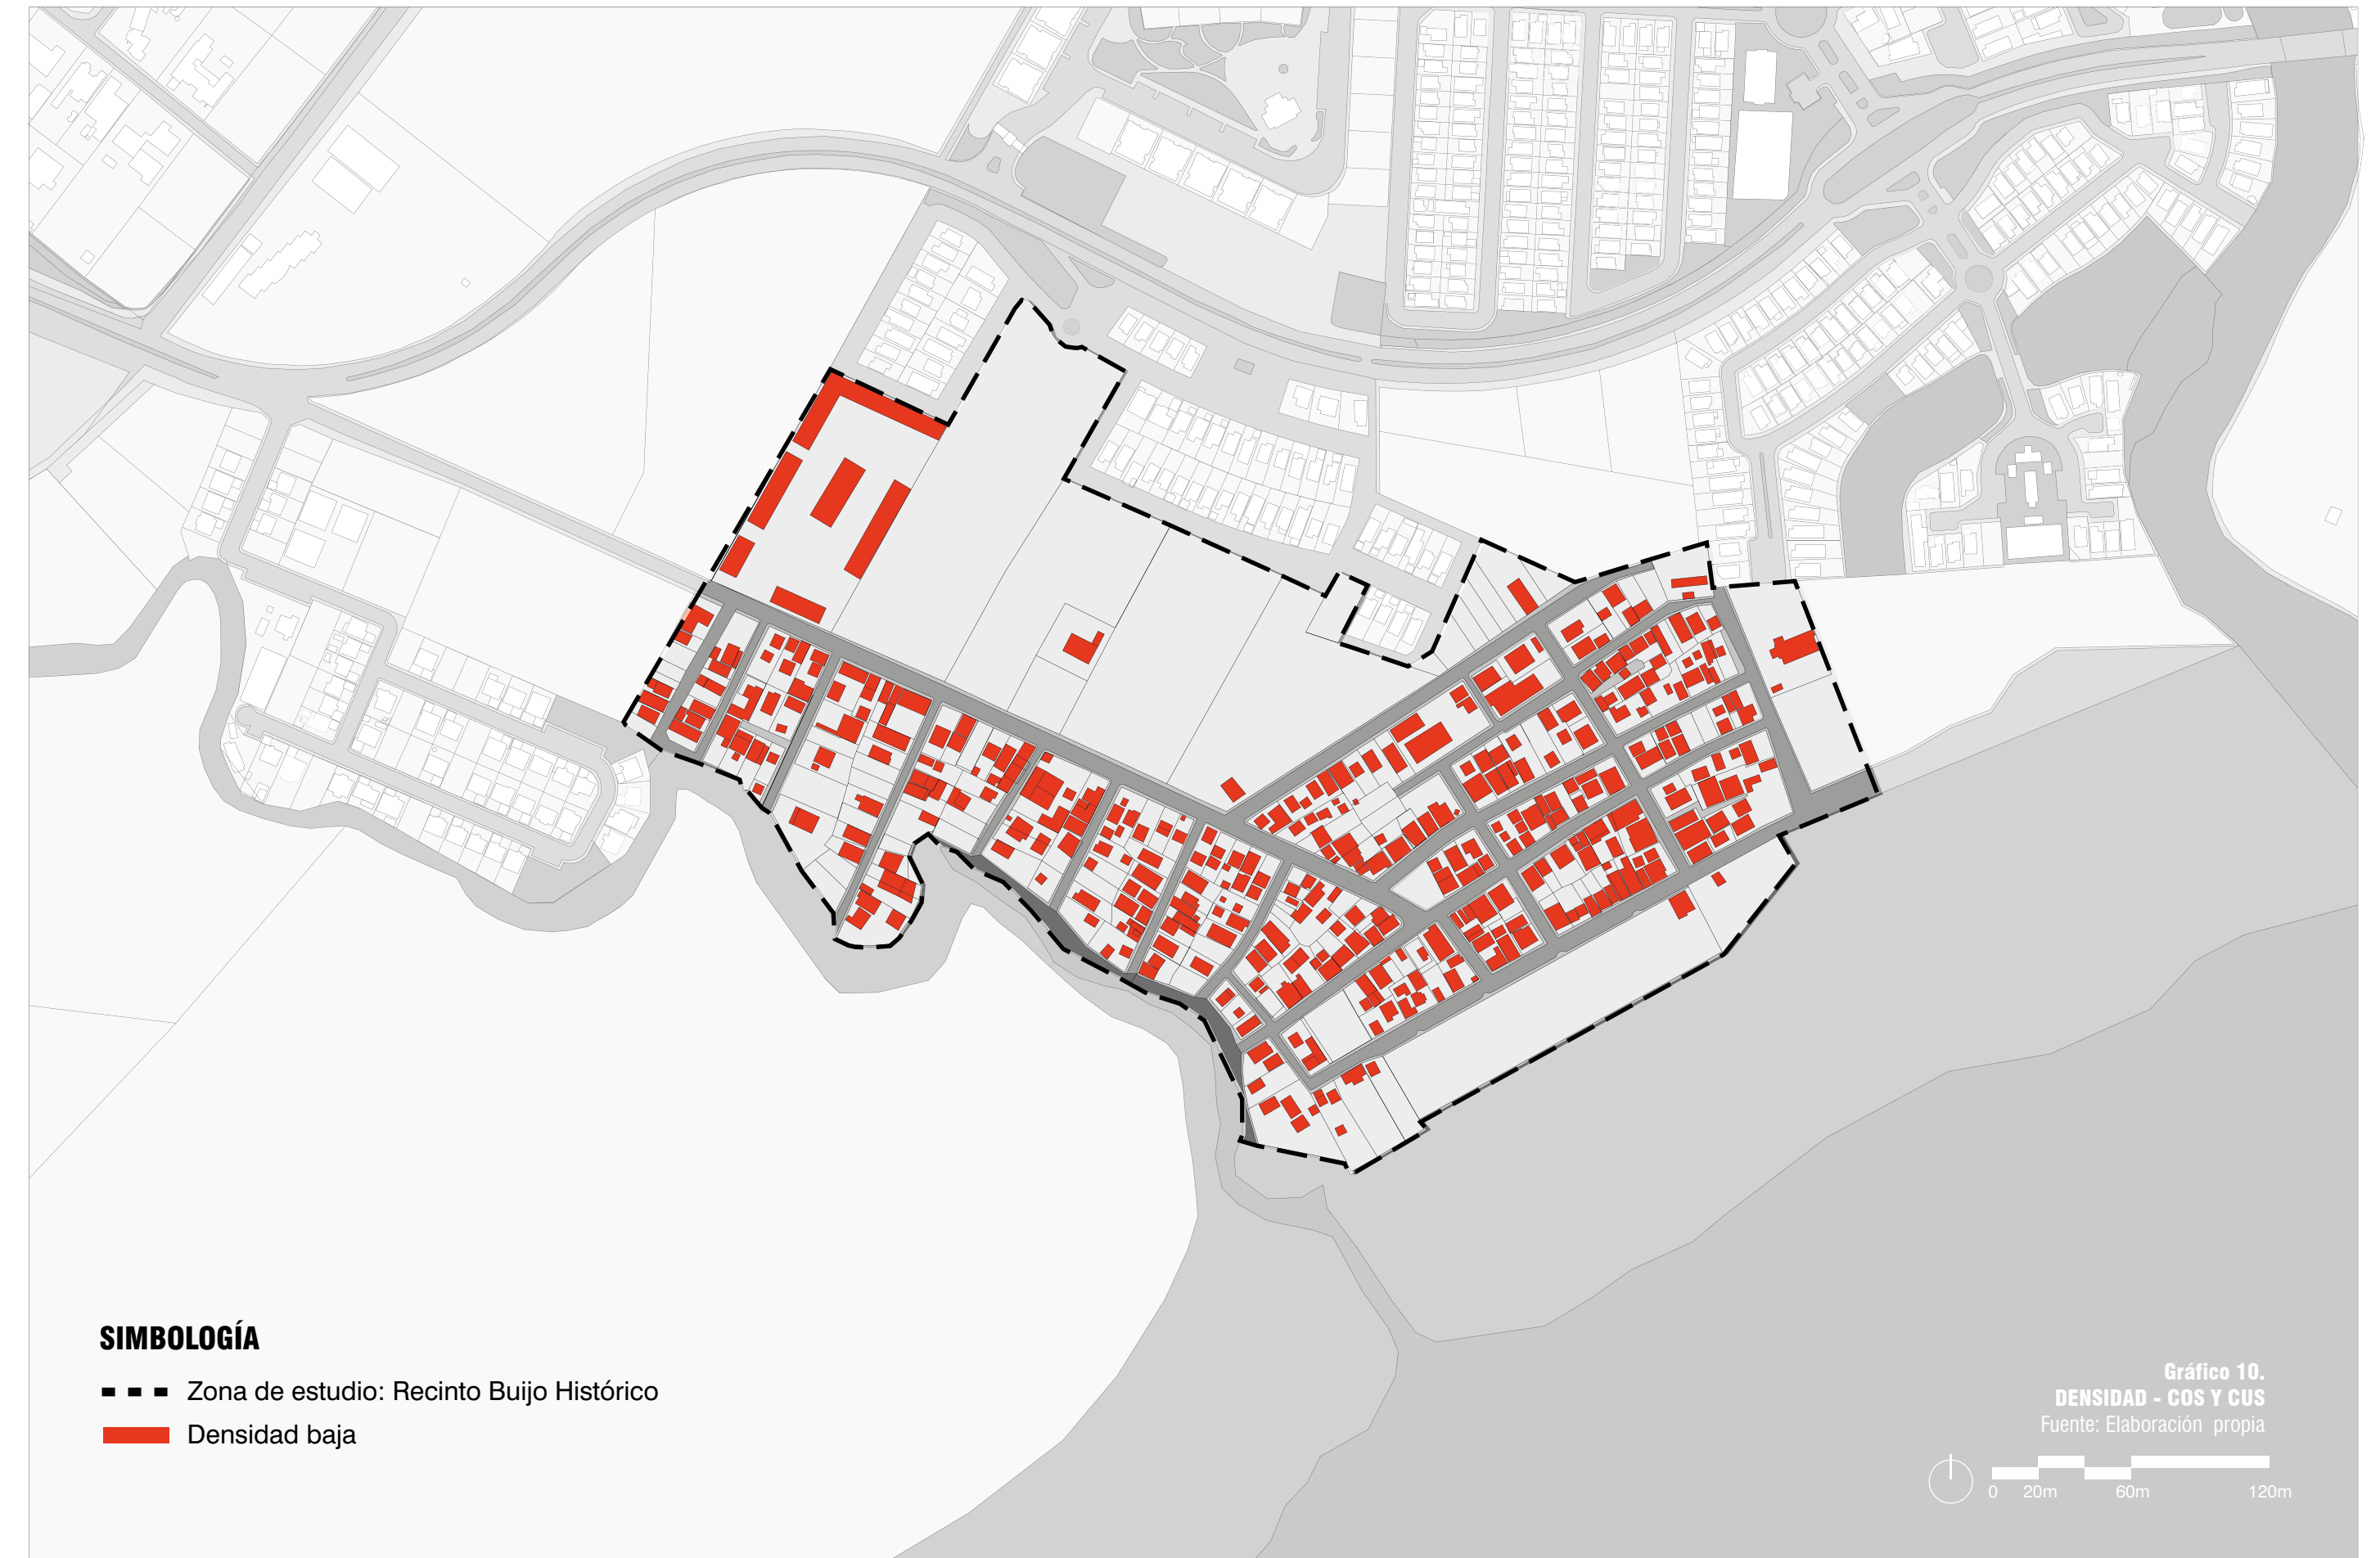 SIMBOLOGÍA
Zona de estudio: Recinto Buijo Histórico
Densidad baja
Gráfico 10.
DENSIDAD - COS Y CUS
Fuente: Elaboración propia
0 20m 60m 120m